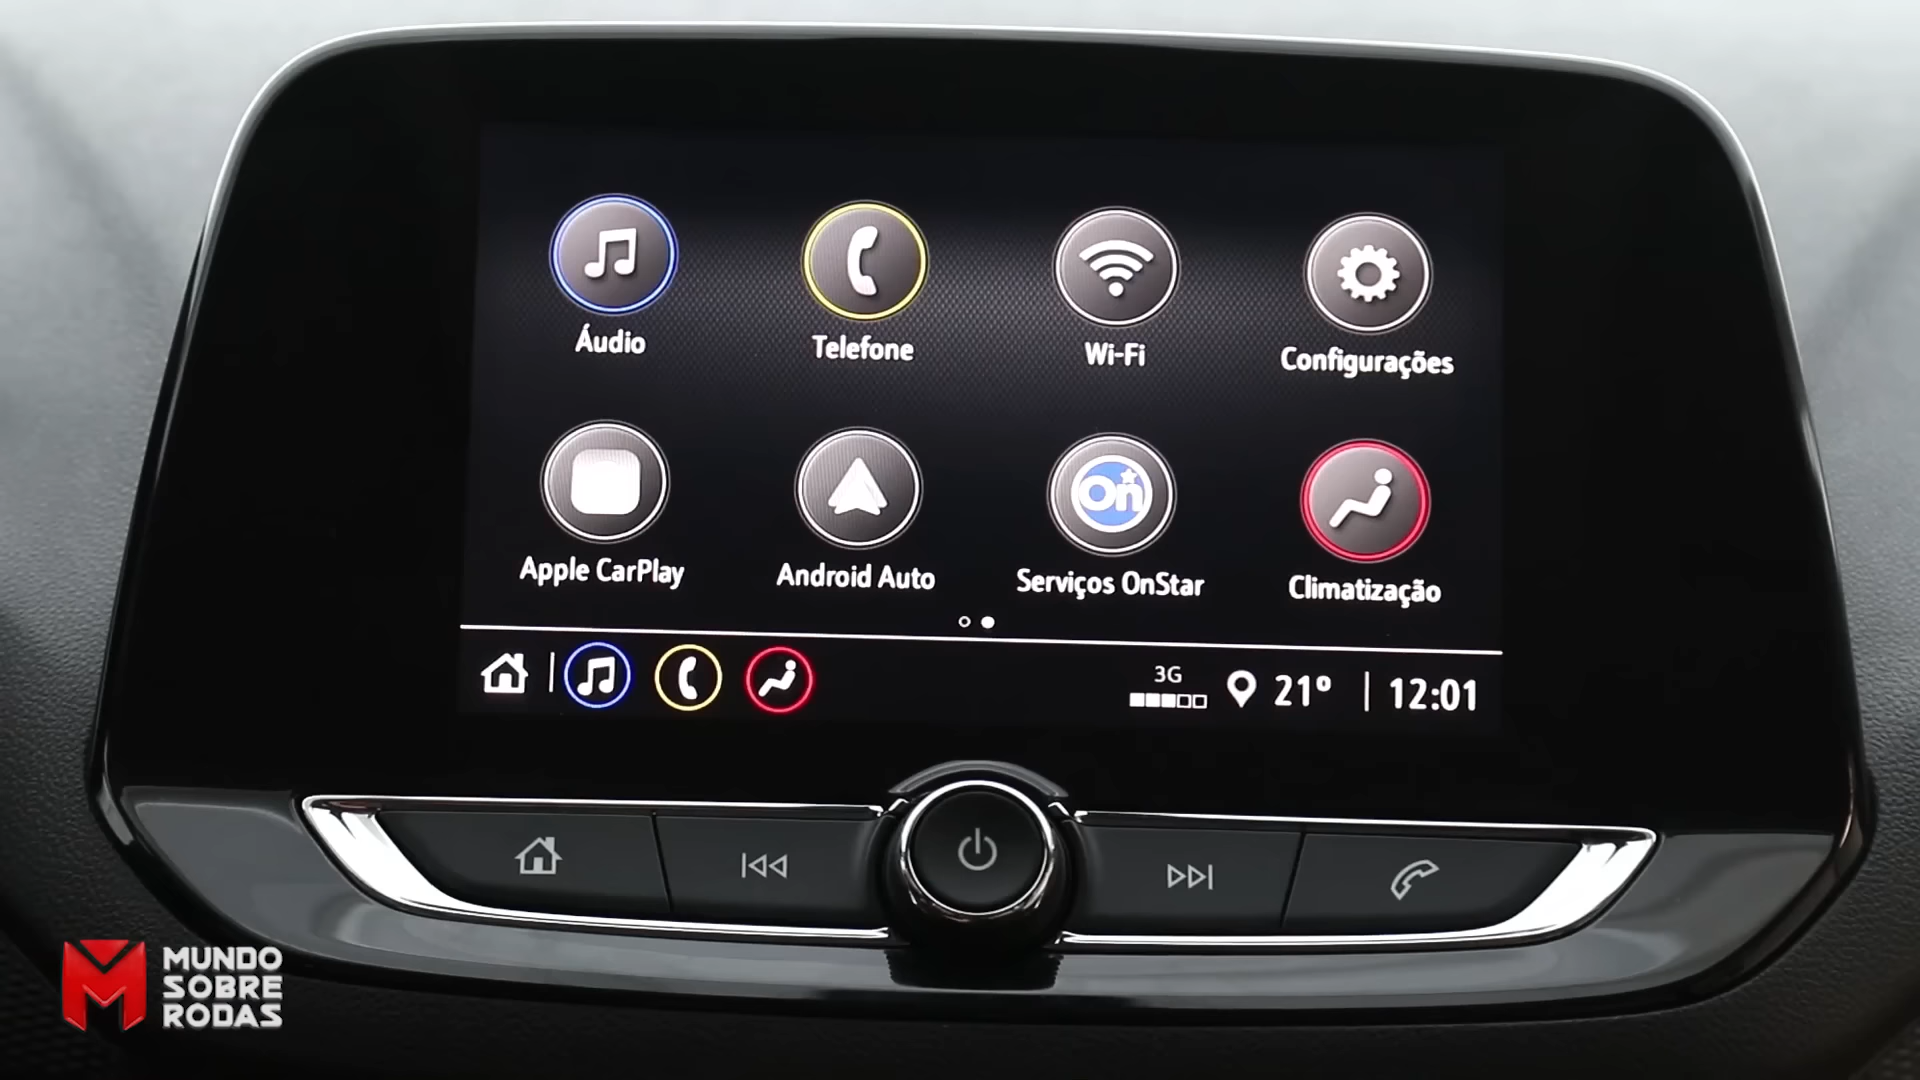 Áudio
Telefone
Wi-Fi
Configurações
Apple CarPlay
Android Auto
On
Serviços OnStar
Climatização
3G
21º
12:01
MUNDO
SOBRE
RODAS